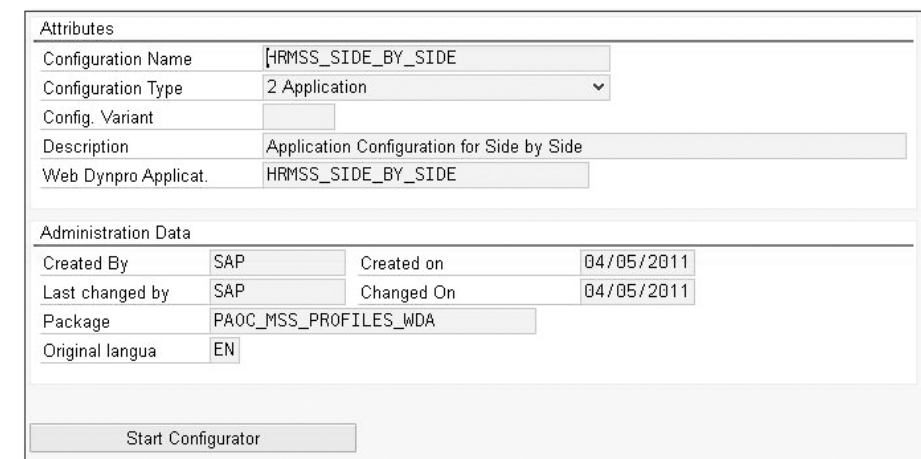 Attributes
Configuration Name HRMSS_SIDE_BY_SIDE
Configuration Type 2 Application
Config. Variant
Description Application Configuration for Side by Side
Web Dynpro Applicat. HRMSS_SIDE_BY_SIDE
Administration Data
Created By SAP Created on 04/05/2011
Last changed by SAP Changed On 04/05/2011
Package PAOC_MSS_PROFILES_WDA
Original langua EN
Start Configurator